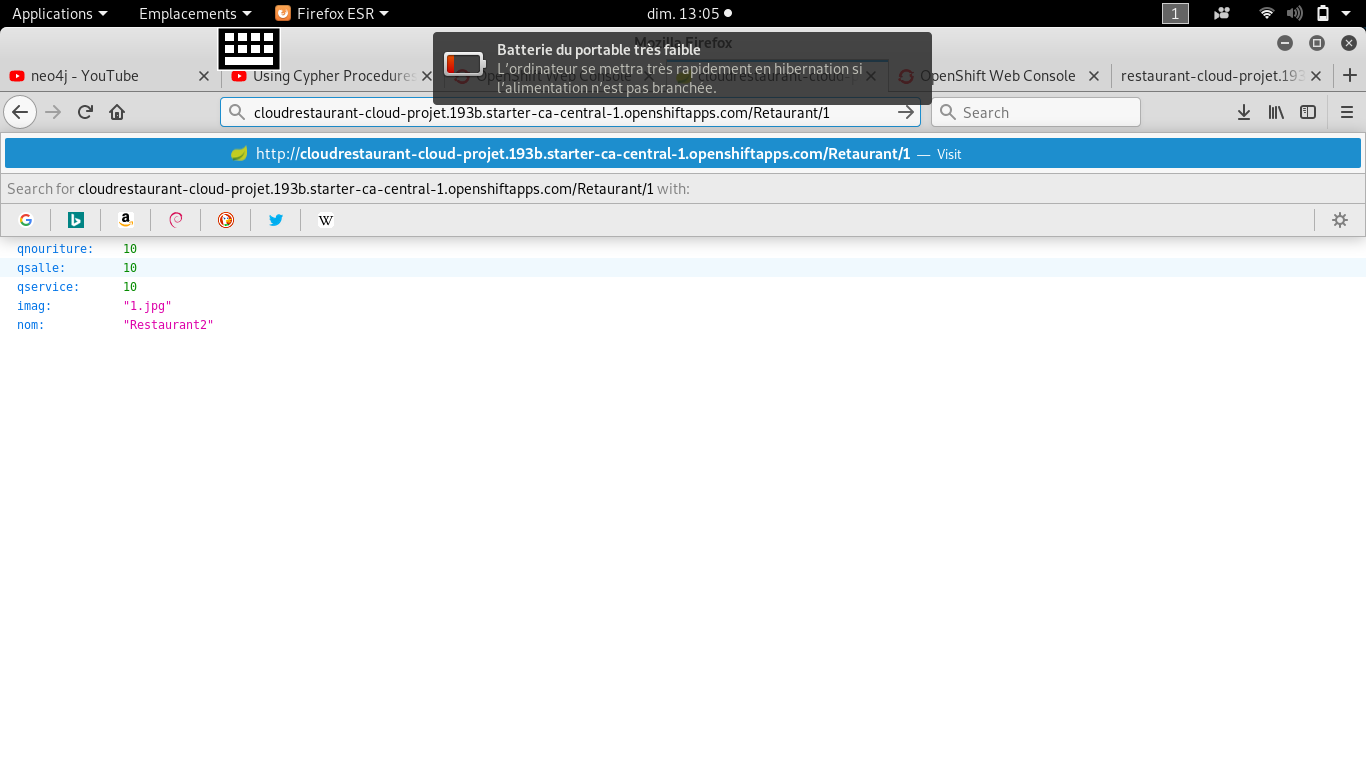 Applications Emplacements Firefox ESR dim. 13:05 1
Mozilla Firefox
Batterie du portable très faible
L'ordinateur se mettra très rapidement en hibernation si
l'alimentation n'est pas branchée.
neo4j - YouTube Using Cypher Procedures OpenShift Web Console cloudrestaurant-cloud- OpenShift Web Console restaurant-cloud-projet.193
cloudrestaurant-cloud-projet.193b.starter-ca-central-1.openshiftapps.com/Retaurant/1 Search
http://cloudrestaurant-cloud-projet.193b.starter-ca-central-1.openshiftapps.com/Retaurant/1 — Visit
Search for cloudrestaurant-cloud-projet.193b.starter-ca-central-1.openshiftapps.com/Retaurant/1 with:
qnouriture: 10
qsalle: 10
qservice: 10
imag: "1.jpg"
nom: "Restaurant2"